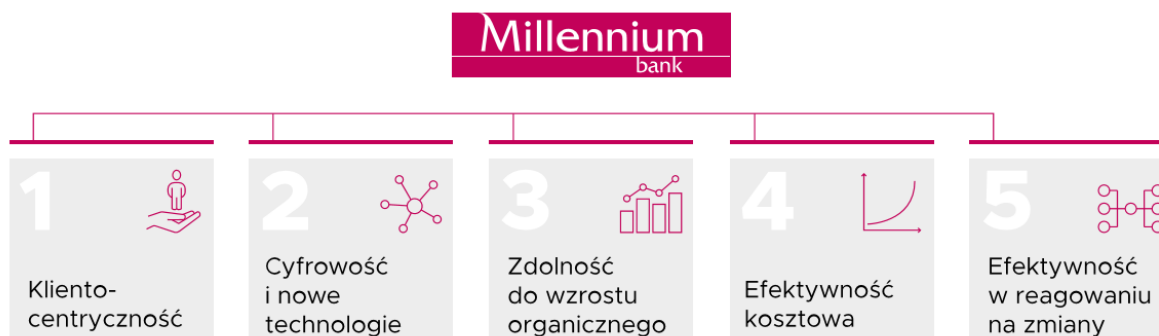 Millennium
bank
1
Kliento-
centryczność
2
Cyfrowość
i nowe
technologie
3
Zdolność
do wzrostu
organicznego
4
Efektywność
kosztowa
5
Efektywność
w reagowaniu
na zmiany